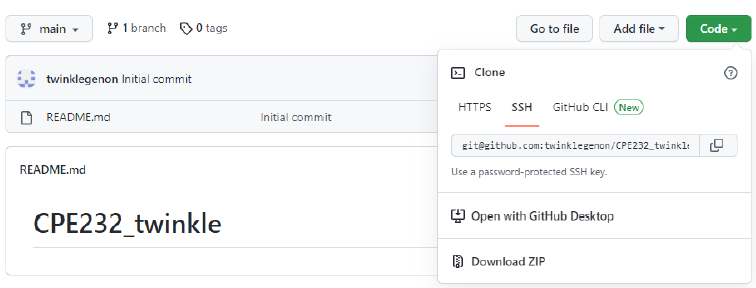 main 1 branch 0 tags Go to file Add file Code
twinklegenon Initial commit
README.md Initial commit
README.md
CPE232_twinkle
Clone
HTTPS SSH GitHub CLI New
git@github.com:twinklegenon/CPE232_twinkle
Use a password-protected SSH key.
Open with GitHub Desktop
Download ZIP